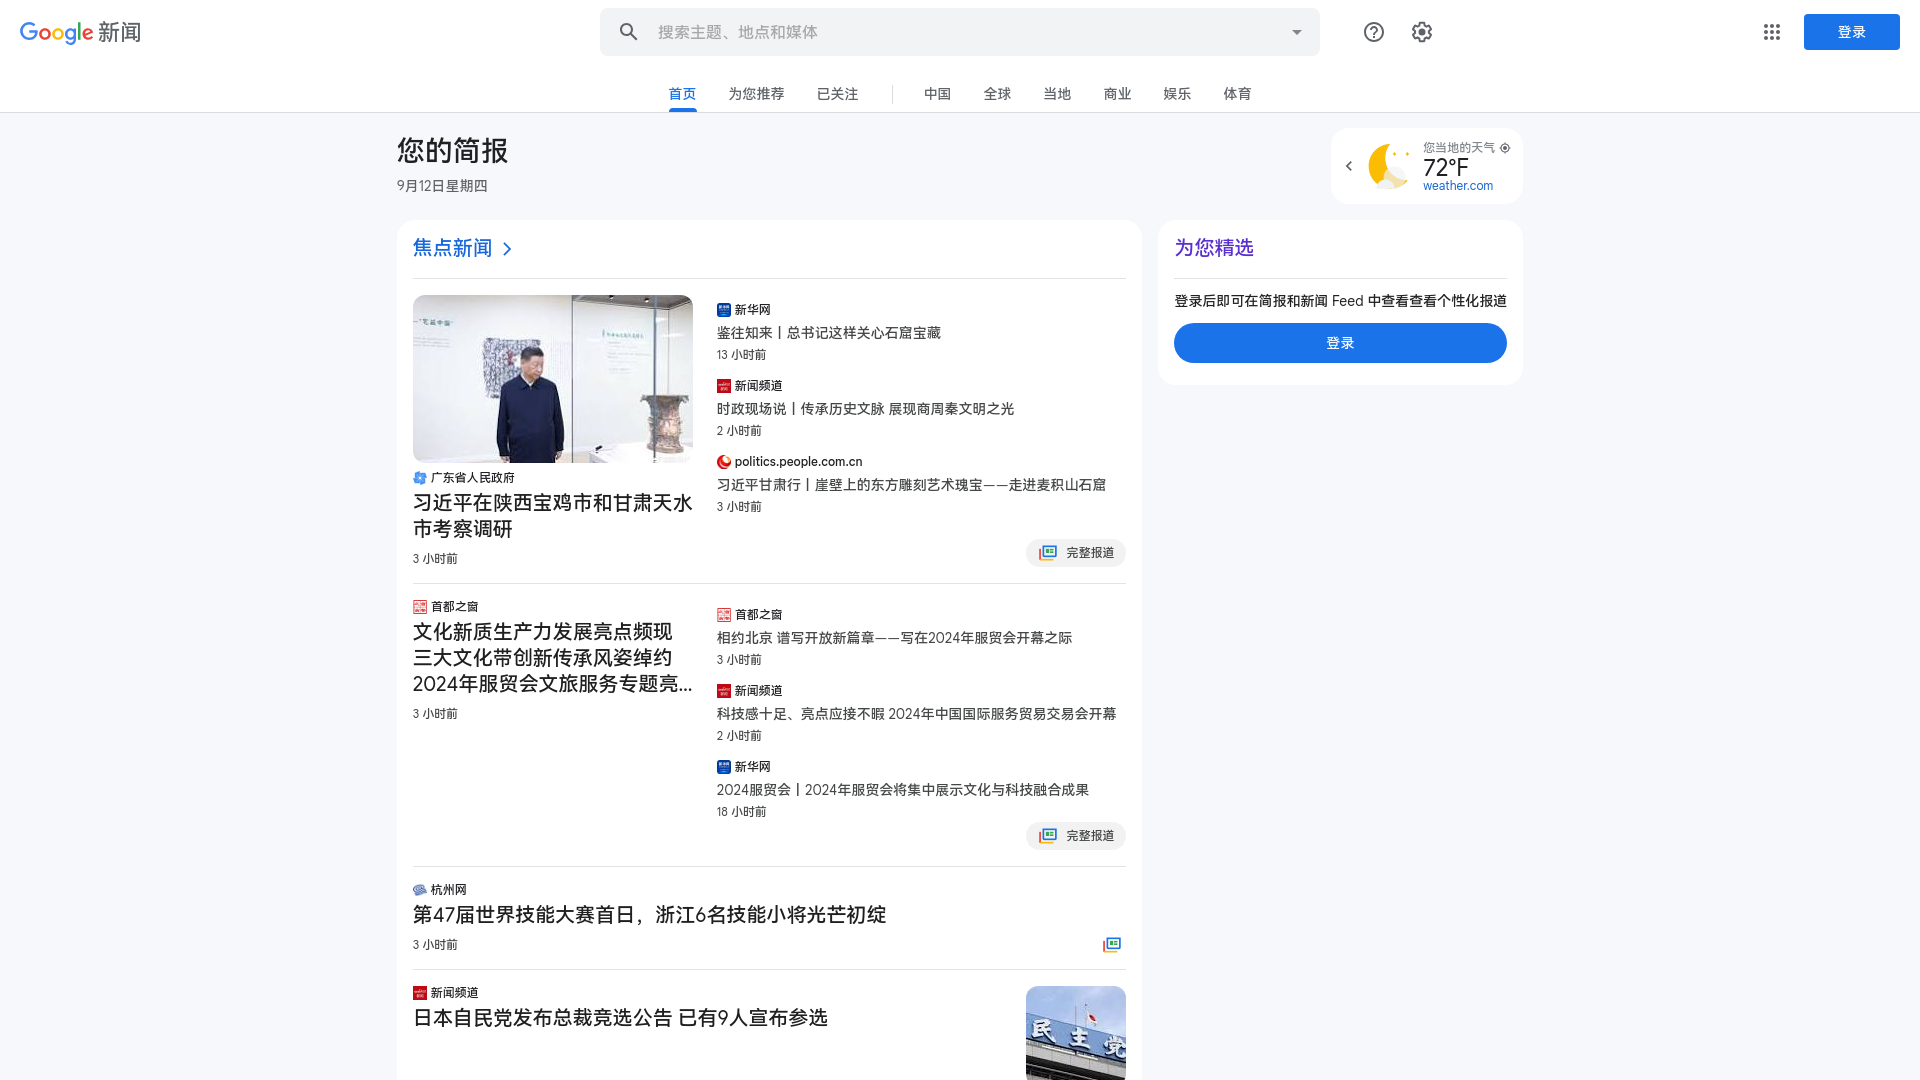 Google 新闻
搜索主题、地点和媒体
登录
首页
为您推荐
已关注
中国
全球
当地
商业
娱乐
体育
您的简报
9月12日星期四
您当地的天气
72°F
weather.com
焦点新闻
广东省人民政府
习近平在陕西宝鸡市和甘肃天水
市考察调研
3 小时前
新华网
鉴往知来丨总书记这样关心石窟宝藏
13 小时前
新闻频道
时政现场说丨传承历史文脉 展现商周秦文明之光
2 小时前
politics.people.com.cn
习近平甘肃行丨崖壁上的东方雕刻艺术瑰宝——走进麦积山石窟
3 小时前
完整报道
首都之窗
文化新质生产力发展亮点频现
三大文化带创新传承风姿绰约
2024年服贸会文旅服务专题亮...
3 小时前
首都之窗
相约北京 谱写开放新篇章——写在2024年服贸会开幕之际
3 小时前
新闻频道
科技感十足、亮点应接不暇 2024年中国国际服务贸易交易会开幕
2 小时前
新华网
2024服贸会丨2024年服贸会将集中展示文化与科技融合成果
18 小时前
完整报道
杭州网
第47届世界技能大赛首日，浙江6名技能小将光芒初绽
3 小时前
新闻频道
日本自民党发布总裁竞选公告 已有9人宣布参选
民主党
为您精选
登录后即可在简报和新闻 Feed 中查看查看个性化报道
登录